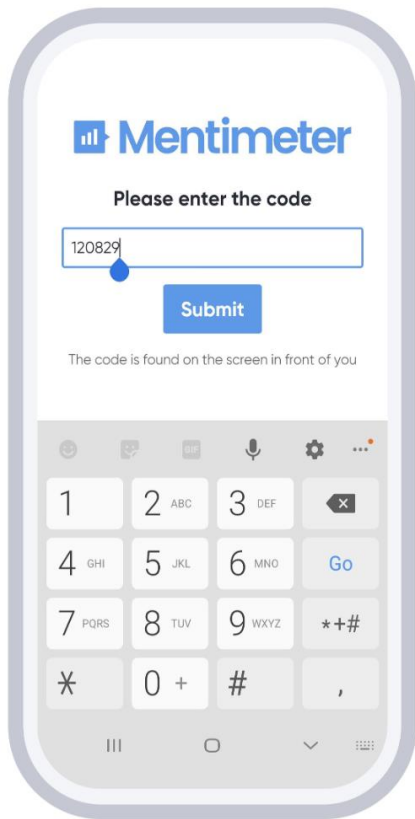 Mentimeter
Please enter the code
120829
Submit
The code is found on the screen in front of you
GIF
1 2 ABC 3 DEF
4 GHI 5 JKL 6 MNO Go
7 PQRS 8 TUV 9 WXYZ *+#
* 0 + # ,